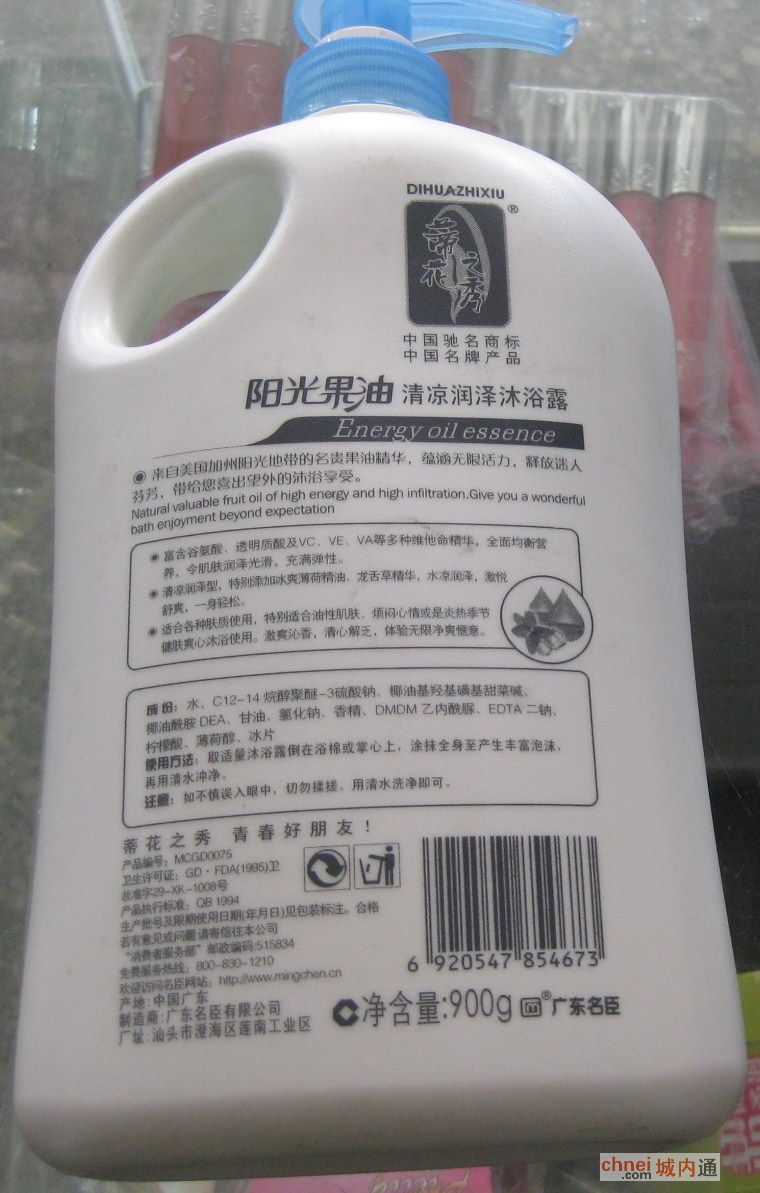 DIHUAZHIXIU
®
蒂花之秀
中国驰名商标
中国名牌产品
阳光果油 清凉润泽沐浴露
Energy oil essence
来自美国加州阳光地带的名贵果油精华，蕴涵无限活力，释放迷人
芬芳，带给您喜出望外的沐浴享受。
Natural valuable fruit oil of high energy and high infiltration.Give you a wonderful
bath enjoyment beyond expectation
富含谷氨酸、透明质酸及VC、VE、VA等多种维他命精华，全面均衡营
养，令肌肤润泽光滑，充满弹性。
清凉润泽型，特别添加冰爽薄荷精油、龙舌草精华，水凉润泽，激悦
舒爽，一身轻松。
适合各种肤质使用，特别适合油性肌肤、烦闷心情或是炎热季节
健肤爽心沐浴使用。激爽沁香，清心解乏，体验无限净爽惬意。
成份：水、C12-14烷醇聚醚-3硫酸钠、椰油基羟基磺基甜菜碱、
椰油酰胺DEA、甘油、氯化钠、香精、DMDM乙内酰脲、EDTA二钠、
柠檬酸、薄荷醇、冰片
使用方法：取适量沐浴露倒在浴棉或掌心上，涂抹全身至产生丰富泡沫，
再用清水冲净。
注意：如不慎误入眼中，切勿揉搓，用清水洗净即可。
蒂花之秀 青春好朋友！
产品编号：MCGD0075
卫生许可证：GD·FDA(1995)卫
妆准字29-XK-1008号
产品执行标准：QB 1994
生产批号及限期使用日期(年月日)见包装标注。合格
若有意见或问题请寄信往本公司
“消费者服务部”邮政编码:515834
免费服务热线：800-830-1210
欢迎访问名臣网站：http://www.mingchen.cn
产地:中国广东
制造商:广东名臣有限公司
厂址:汕头市澄海区莲南工业区
6 920547 854673
净含量:900g
®广东名臣
chnei城内通
.com